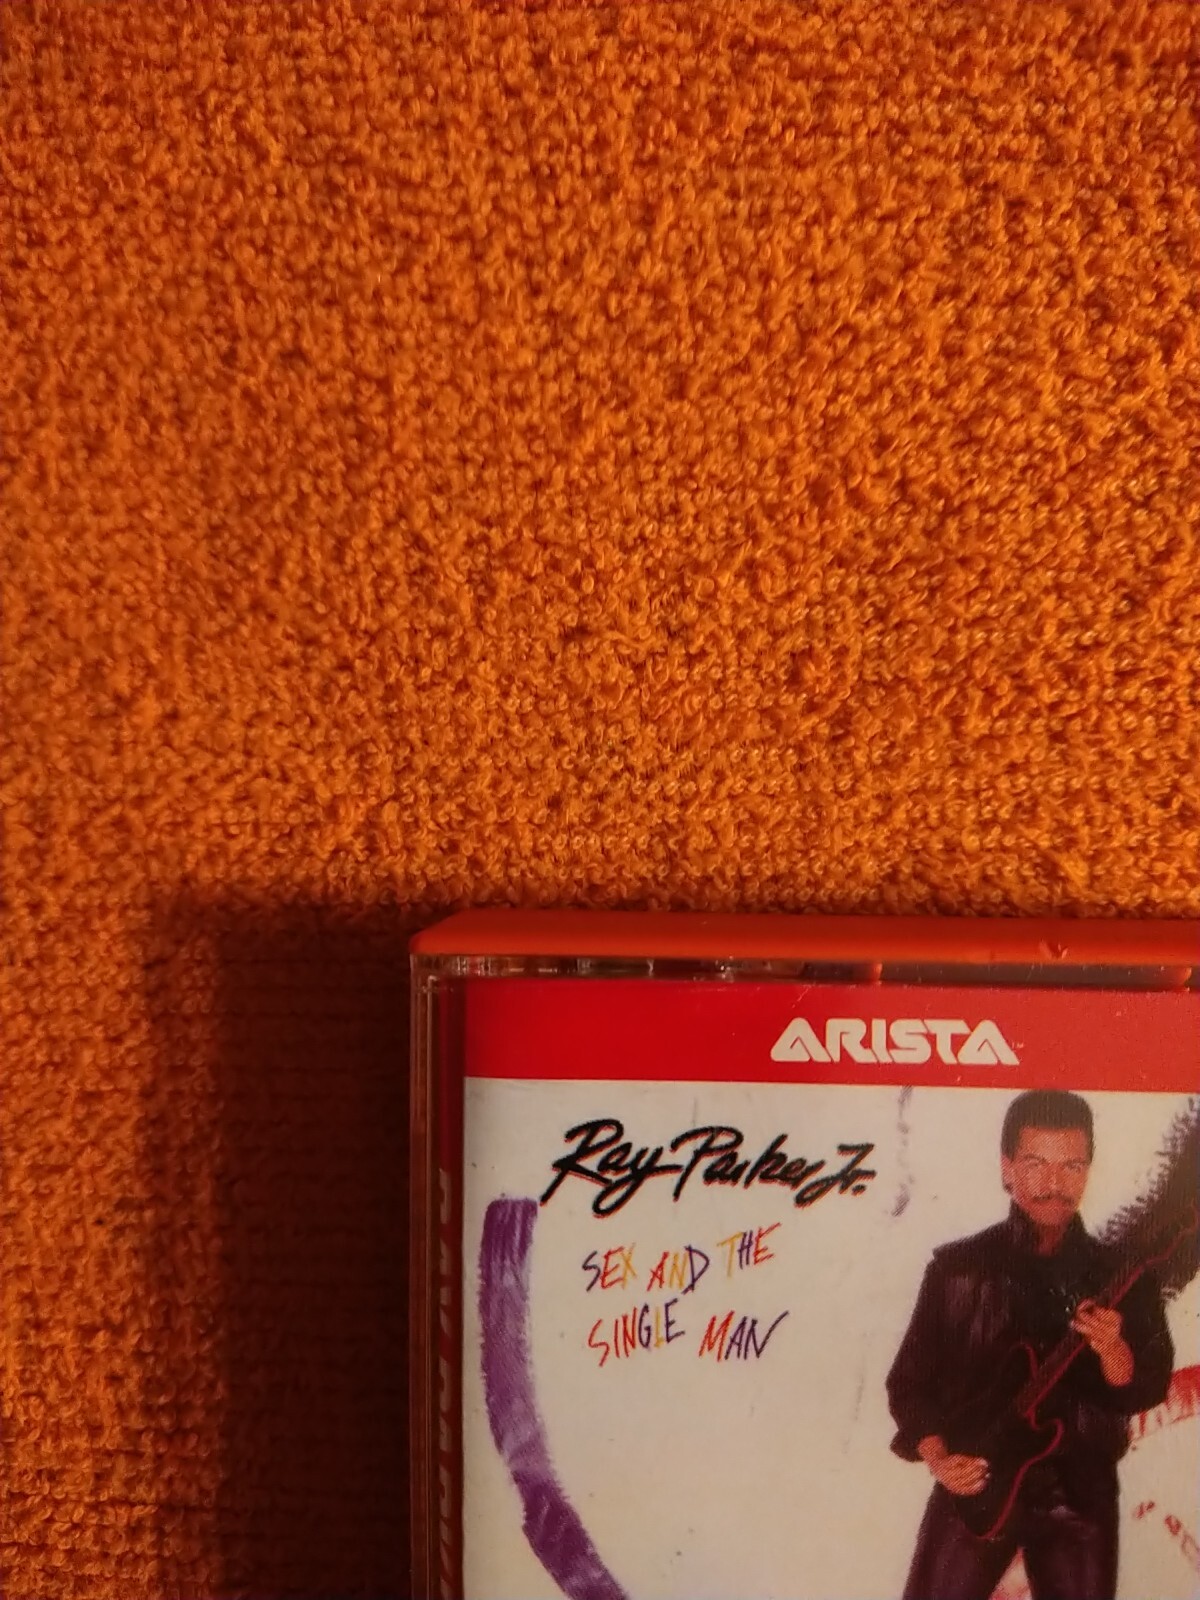 ARISTA
Ray Parker Jr.
SEX AND THE
SINGLE MAN